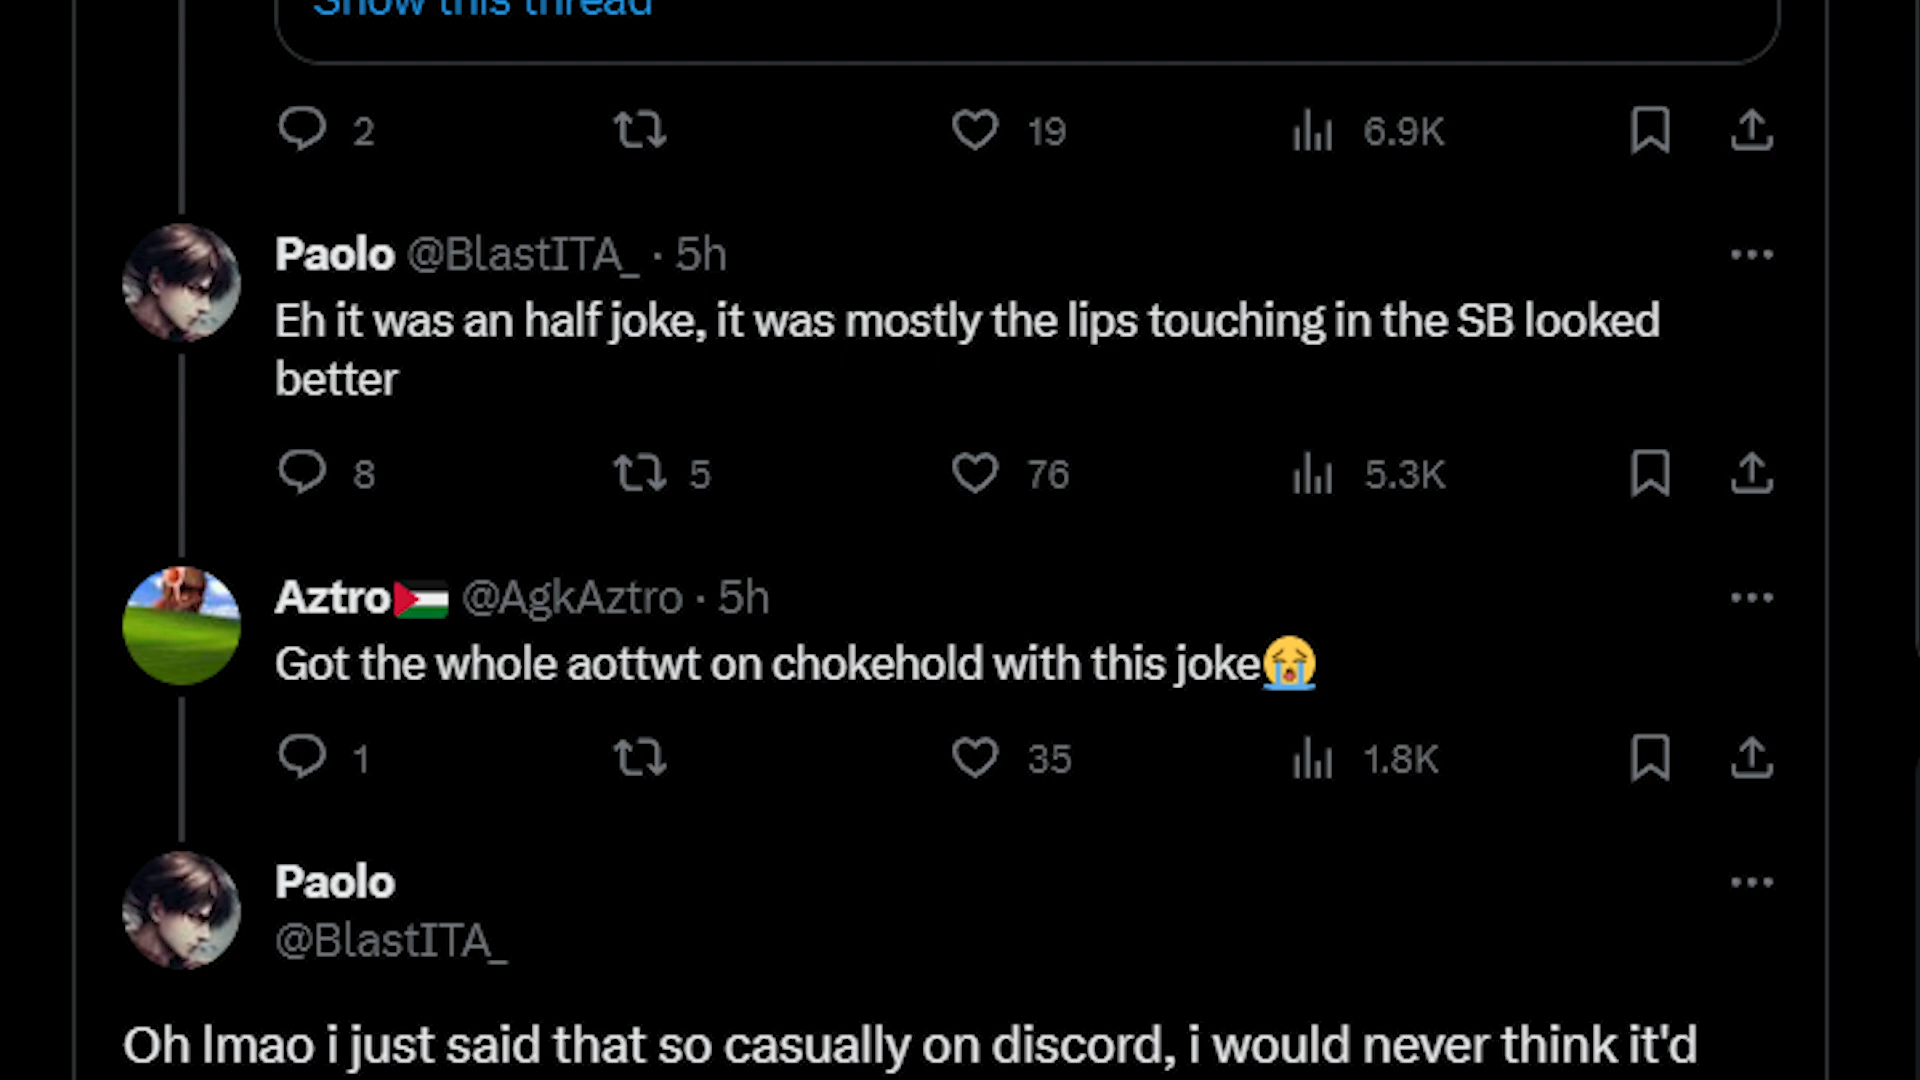 Show this thread
2 19 6.9K
Paolo @BlastITA_ · 5h
Eh it was an half joke, it was mostly the lips touching in the SB looked
better
8 5 76 5.3K
Aztro🇵🇸 @AgkAztro · 5h
Got the whole aottwt on chokehold with this joke😭
1 35 1.8K
Paolo
@BlastITA_
Oh lmao i just said that so casually on discord, i would never think it'd